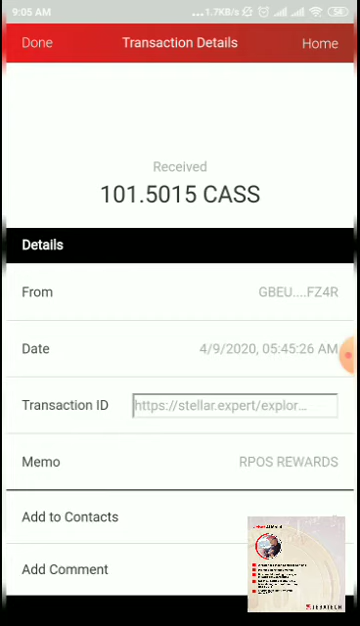 9:05 AM ...1.7KB/s 54
Done Transaction Details Home
Received
101.5015 CASS
Details
From GBEU....FZ4R
Date 4/9/2020, 05:45:26 AM
Transaction ID https://stellar.expert/explor...
Memo RPOS REWARDS
Add to Contacts
Add Comment